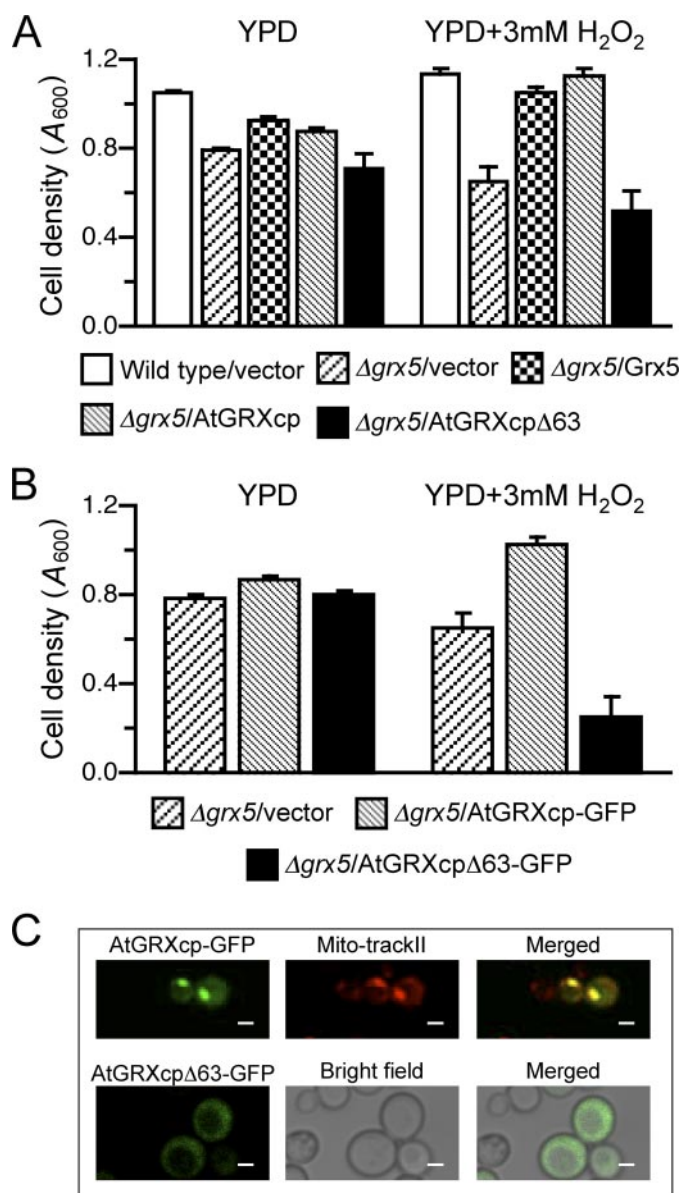 A
YPD YPD+3mM H₂O₂
1.2
0.8
0.4
0.0
Cell density (A₆₀₀)
Wild type/vector Δgrx5/vector Δgrx5/Grx5
Δgrx5/AtGRXcp Δgrx5/AtGRXcpΔ63
B
YPD YPD+3mM H₂O₂
1.2
0.8
0.4
0.0
Cell density (A₆₀₀)
Δgrx5/vector Δgrx5/AtGRXcp-GFP
Δgrx5/AtGRXcpΔ63-GFP
C
AtGRXcp-GFP Mito-trackII Merged
AtGRXcpΔ63-GFP Bright field Merged